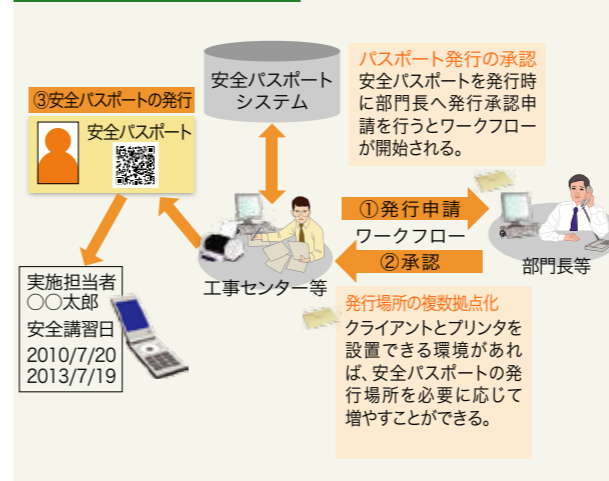 安全パスポート
システム
パスポート発行の承認
安全パスポートを発行時
に部門長へ発行承認申
請を行うとワークフロー
が開始される。
③安全パスポートの発行
安全パスポート
①発行申請
ワークフロー
②承認
部門長等
工事センター等
実施担当者
○○太郎
安全講習日
2010/7/20
2013/7/19
発行場所の複数拠点化
クライアントとプリンタを
設置できる環境があれ
ば、安全パスポートの発
行場所を必要に応じて
増やすことができる。